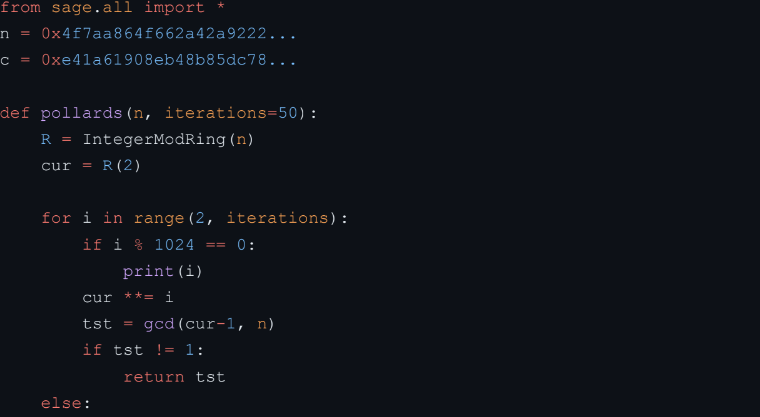 from sage.all import *
n = 0x4f7aa864f662a42a9222...
c = 0xe41a61908eb48b85dc78...

def pollards(n, iterations=50):
    R = IntegerModRing(n)
    cur = R(2)

    for i in range(2, iterations):
        if i % 1024 == 0:
            print(i)
        cur **= i
        tst = gcd(cur-1, n)
        if tst != 1:
            return tst
    else: